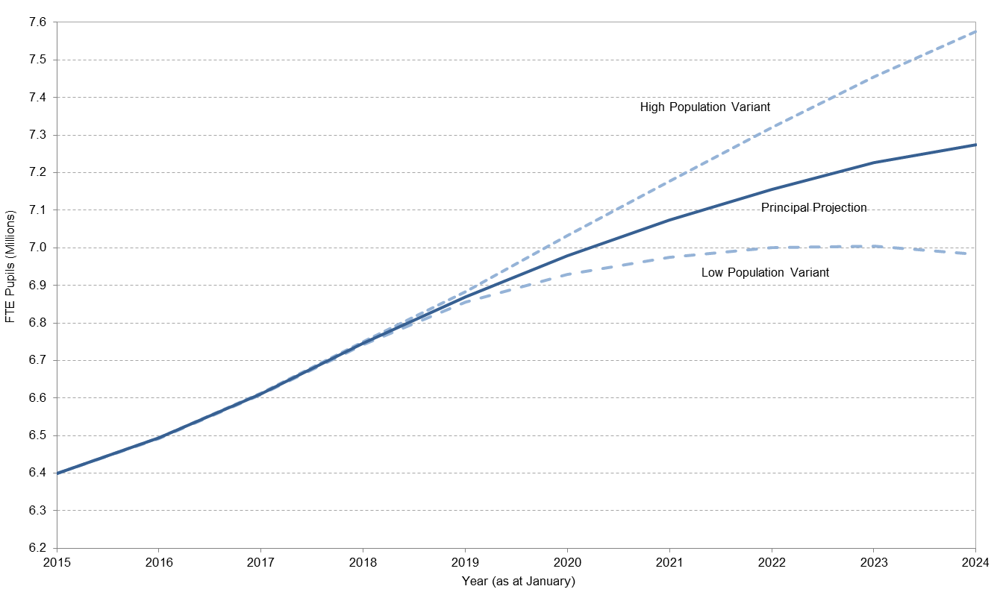 7.6
7.5
7.4
High Population Variant
7.3
7.2
7.1
Principal Projection
7.0
Low Population Variant
6.9
6.8
6.7
6.6
6.5
6.4
6.3
6.2
FTE Pupils (Millions)
2015 2016 2017 2018 2019 2020 2021 2022 2023 2024
Year (as at January)